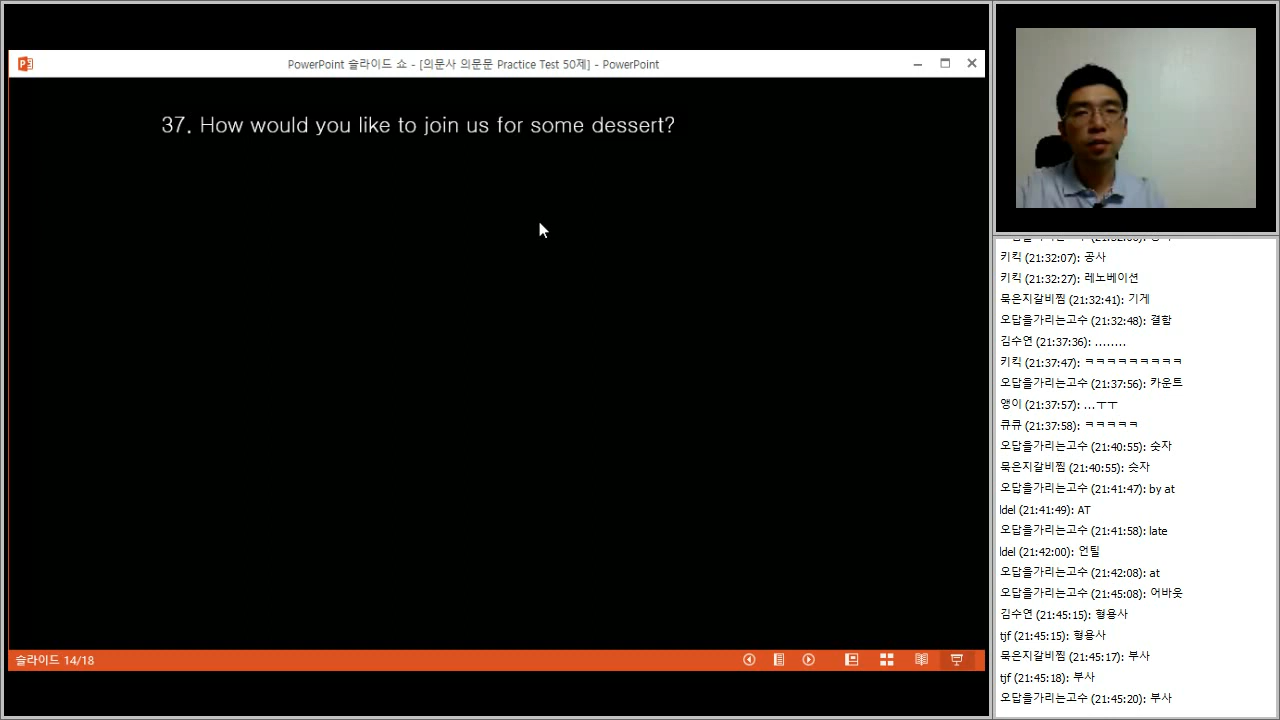 PowerPoint 슬라이드 쇼 - [의문사 의문문 Practice Test 50제] - PowerPoint
37. How would you like to join us for some dessert?
슬라이드 14/18
키킥 (21:32:07): 공사
키킥 (21:32:27): 레노베이션
묵은지갈비찜 (21:32:41): 기게
오답을가리는고수 (21:32:48): 결함
김수연 (21:37:36): ........
키킥 (21:37:47): ㅋㅋㅋㅋㅋㅋㅋㅋㅋ
오답을가리는고수 (21:37:56): 카운트
앵이 (21:37:57): ...ㅜㅜ
큐큐 (21:37:58): ㅋㅋㅋㅋㅋ
오답을가리는고수 (21:40:55): 숫자
묵은지갈비찜 (21:40:55): 슷자
오답을가리는고수 (21:41:47): by at
ldel (21:41:49): AT
오답을가리는고수 (21:41:58): late
ldel (21:42:00): 언틸
오답을가리는고수 (21:42:08): at
오답을가리는고수 (21:45:08): 어바웃
김수연 (21:45:15): 형용사
tjf (21:45:15): 형용사
묵은지갈비찜 (21:45:17): 부사
tjf (21:45:18): 부사
오답을가리는고수 (21:45:20): 부사